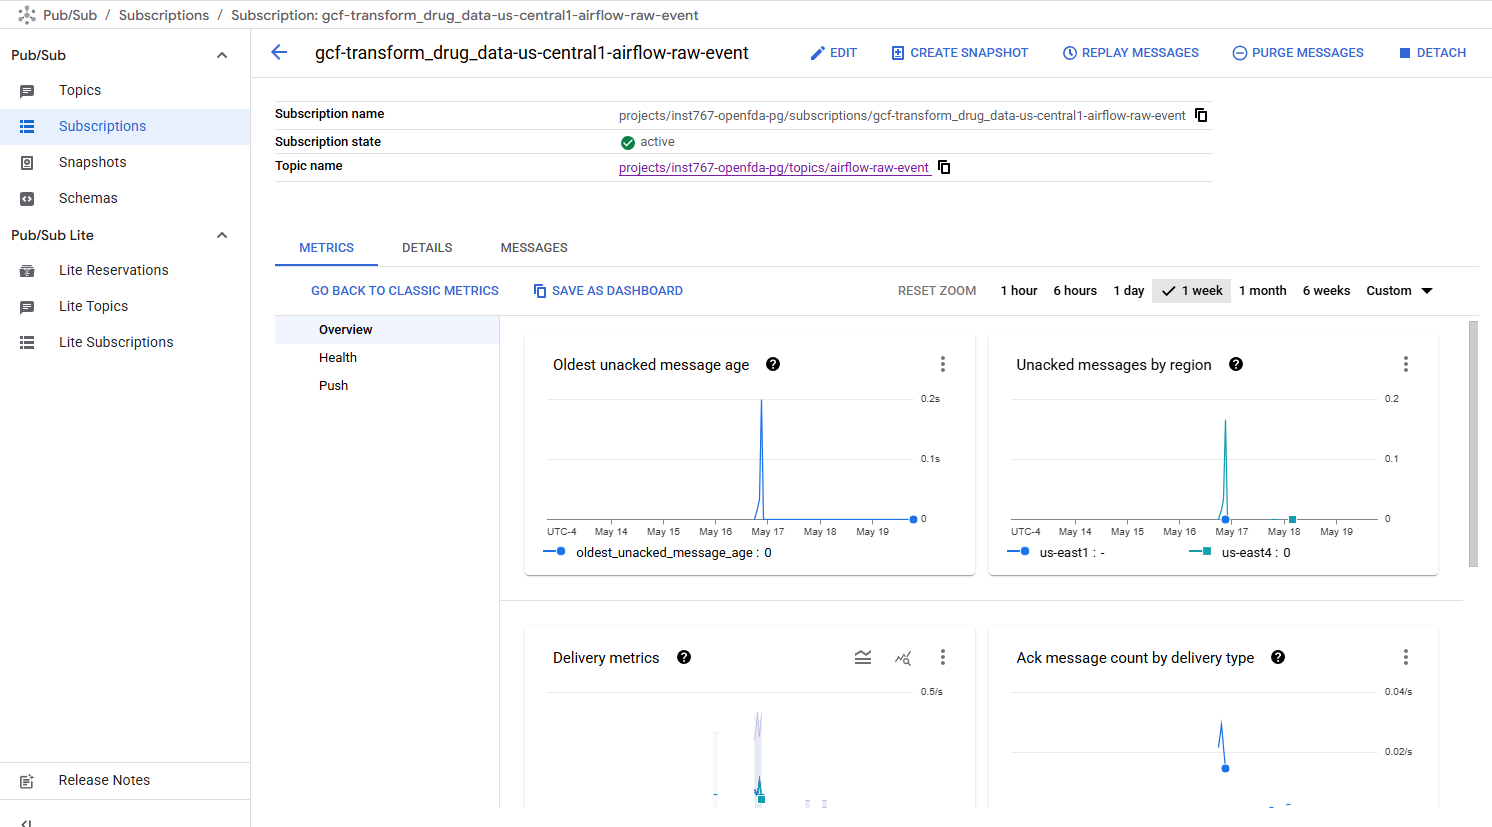 Pub/Sub / Subscriptions / Subscription: gcf-transform_drug_data-us-central1-airflow-raw-event
Pub/Sub
Topics
Subscriptions
Snapshots
Schemas
Pub/Sub Lite
Lite Reservations
Lite Topics
Lite Subscriptions
Release Notes
gcf-transform_drug_data-us-central1-airflow-raw-event
EDIT
CREATE SNAPSHOT
REPLAY MESSAGES
PURGE MESSAGES
DETACH
Subscription name projects/inst767-openfda-pg/subscriptions/gcf-transform_drug_data-us-central1-airflow-raw-event
Subscription state active
Topic name projects/inst767-openfda-pg/topics/airflow-raw-event
METRICS DETAILS MESSAGES
GO BACK TO CLASSIC METRICS SAVE AS DASHBOARD RESET ZOOM 1 hour 6 hours 1 day 1 week 1 month 6 weeks Custom
Overview
Health
Push
Oldest unacked message age
0.2s
0.1s
0
UTC-4 May 14 May 15 May 16 May 17 May 18 May 19
oldest_unacked_message_age : 0
Unacked messages by region
0.2
0.1
0
UTC-4 May 14 May 15 May 16 May 17 May 18 May 19
us-east1 : - us-east4 : 0
Delivery metrics
0.5/s
Ack message count by delivery type
0.04/s
0.02/s